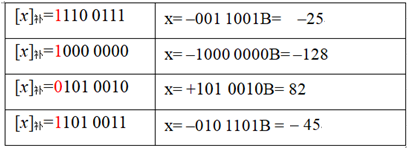 [x]补=1110 0111 x= –001 1001B= –25
[x]补=1000 0000 x= –1000 0000B= –128
[x]补=0101 0010 x= +101 0010B= 82
[x]补=1101 0011 x= –010 1101B = – 45